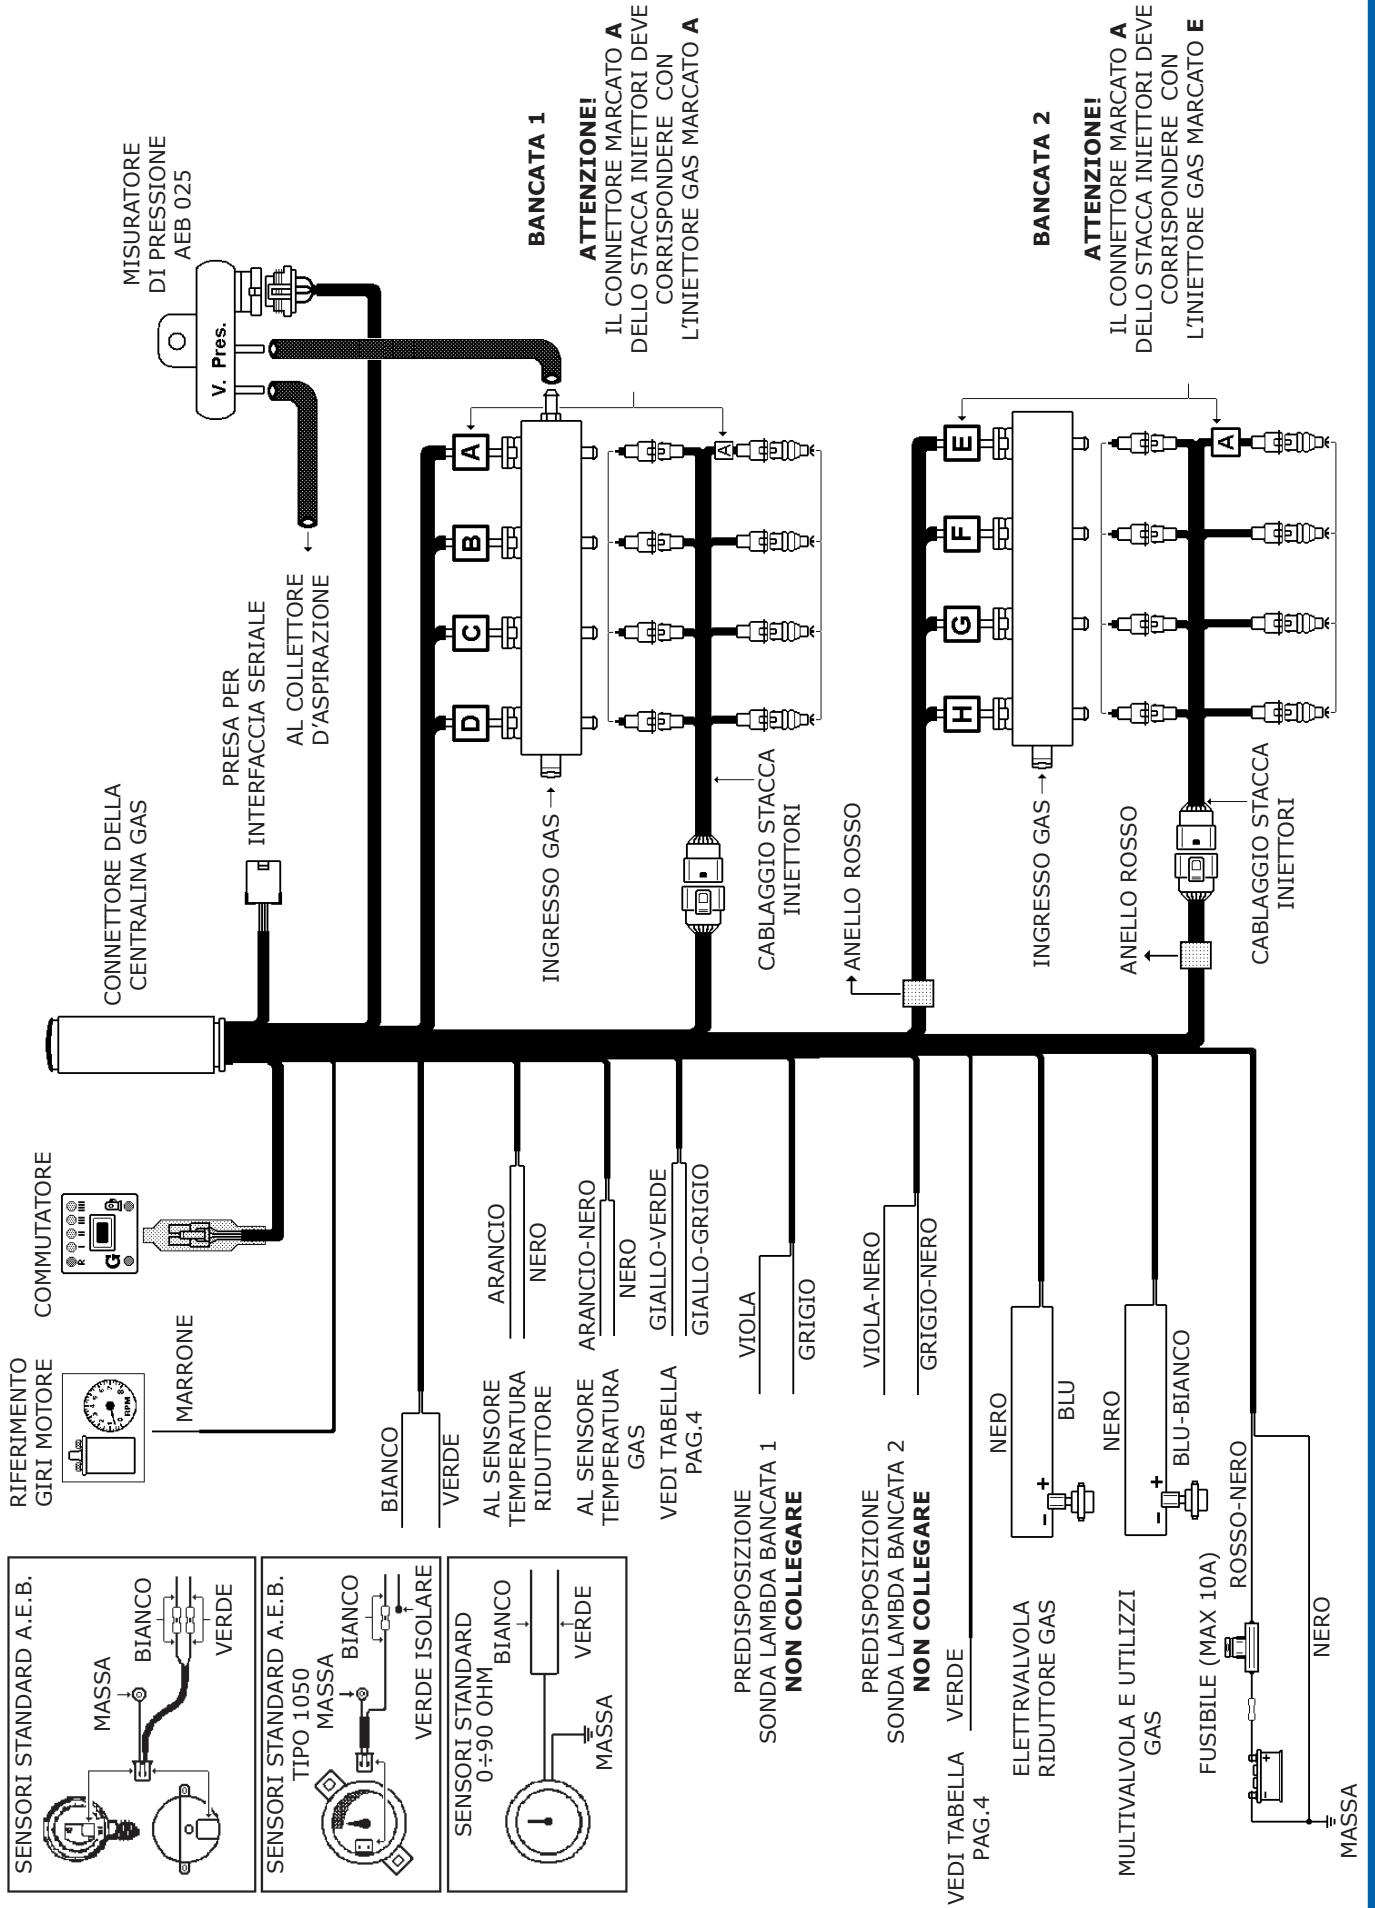 SENSORI STANDARD A.E.B.
MASSA
BIANCO
VERDE
SENSORI STANDARD A.E.B.
TIPO 1050
MASSA
BIANCO
VERDE ISOLARE
SENSORI STANDARD
0÷90 OHM
BIANCO
VERDE
MASSA
RIFERIMENTO
GIRI MOTORE
RPM
MARRONE
COMMUTATORE
R
I
II
III
IIII
G
CONNETTORE DELLA
CENTRALINA GAS
PRESA PER
INTERFACCIA SERIALE
AL COLLETTORE
D'ASPIRAZIONE
MISURATORE
DI PRESSIONE
AEB 025
V. Pres.
BIANCO
VERDE
AL SENSORE
TEMPERATURA
RIDUTTORE
ARANCIO
NERO
AL SENSORE
TEMPERATURA
GAS
ARANCIO-NERO
NERO
VEDI TABELLA
PAG.4
GIALLO-VERDE
GIALLO-GRIGIO
PREDISPOSIZIONE
SONDA LAMBDA BANCATA 1
NON COLLEGARE
VIOLA
GRIGIO
PREDISPOSIZIONE
SONDA LAMBDA BANCATA 2
NON COLLEGARE
VIOLA-NERO
GRIGIO-NERO
VEDI TABELLA
PAG.4
VERDE
ELETTRVALVOLA
RIDUTTORE GAS
NERO
BLU
- +
MULTIVALVOLA E UTILIZZI
GAS
NERO
BLU-BIANCO
- +
FUSIBILE (MAX 10A)
ROSSO-NERO
NERO
MASSA
- +
D
C
B
A
INGRESSO GAS
A
CABLAGGIO STACCA
INIETTORI
BANCATA 1
ATTENZIONE!
IL CONNETTORE MARCATO A
DELLO STACCA INIETTORI DEVE
CORRISPONDERE CON
L'INIETTORE GAS MARCATO A
ANELLO ROSSO
H
G
F
E
INGRESSO GAS
A
ANELLO ROSSO
CABLAGGIO STACCA
INIETTORI
BANCATA 2
ATTENZIONE!
IL CONNETTORE MARCATO A
DELLO STACCA INIETTORI DEVE
CORRISPONDERE CON
L'INIETTORE GAS MARCATO E